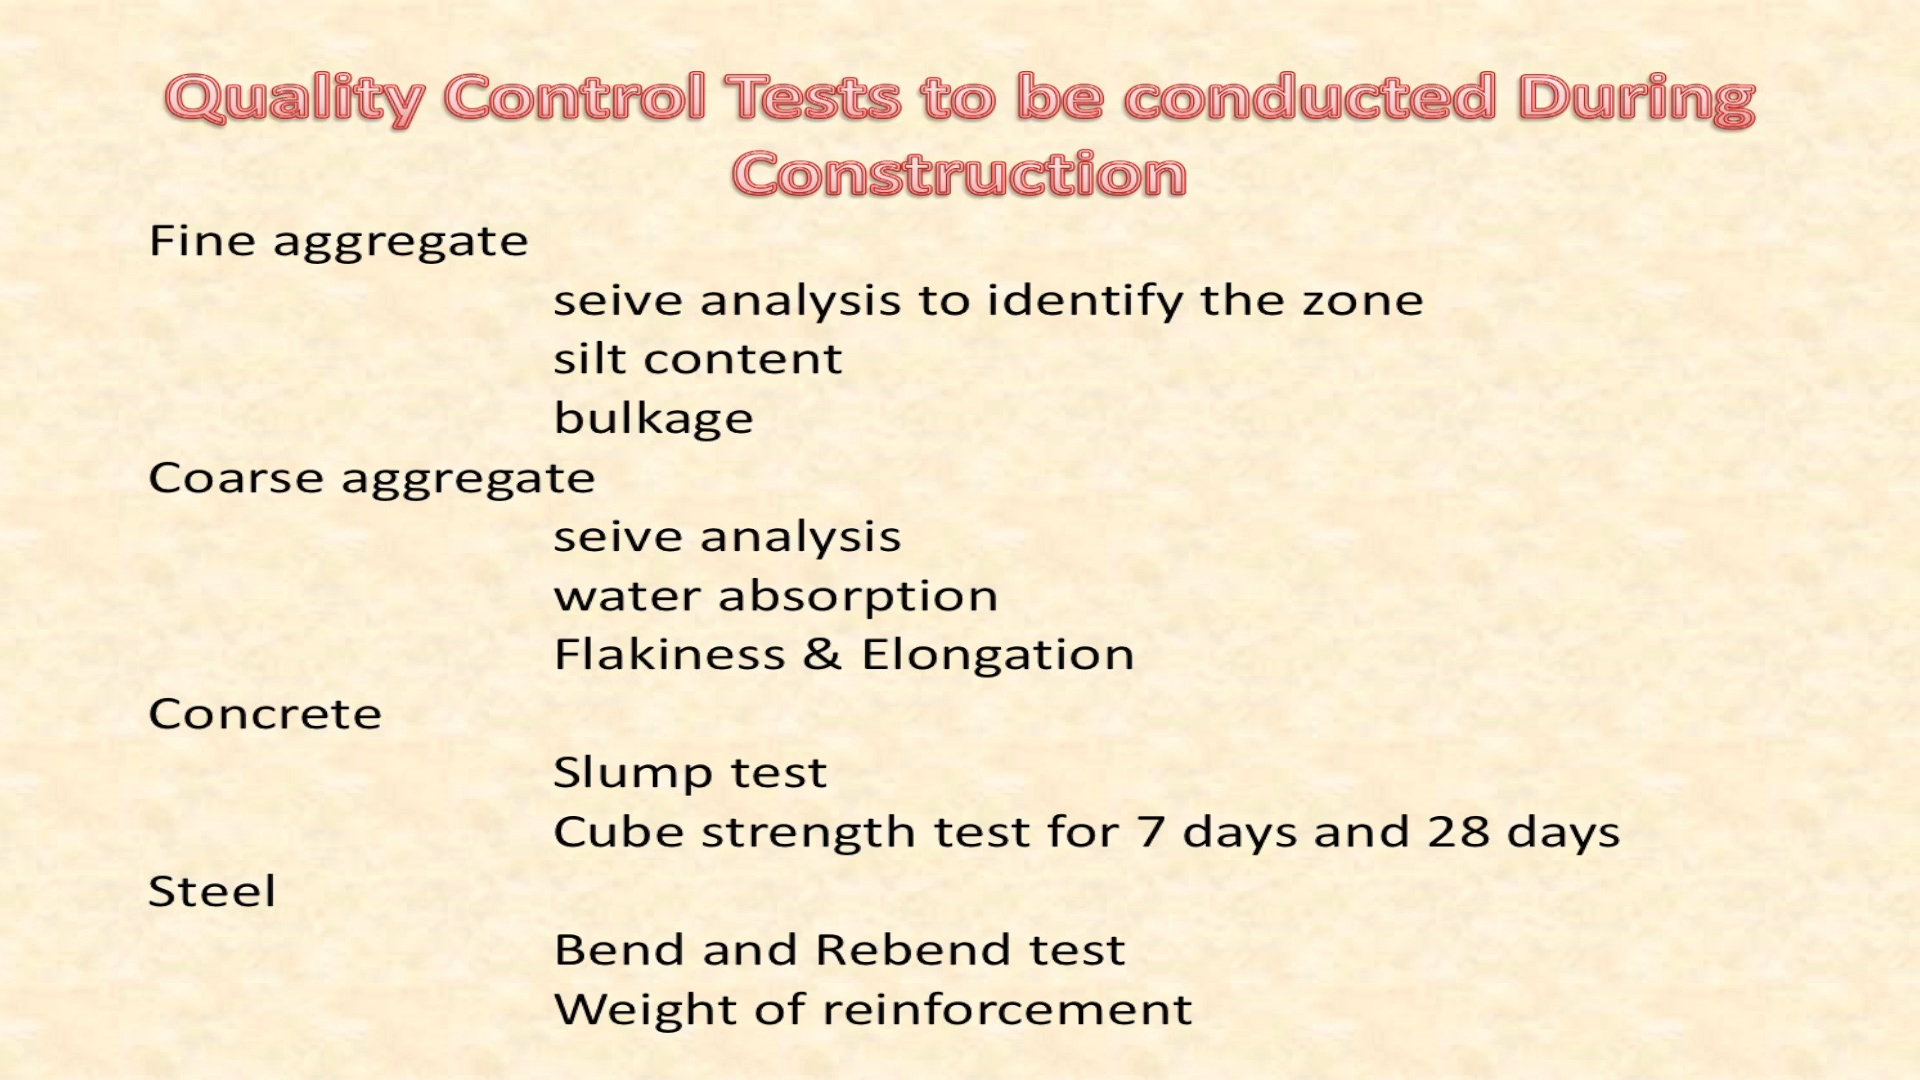 Quality Control Tests to be conducted During
Construction
Fine aggregate
seive analysis to identify the zone
silt content
bulkage
Coarse aggregate
seive analysis
water absorption
Flakiness & Elongation
Concrete
Slump test
Cube strength test for 7 days and 28 days
Steel
Bend and Rebend test
Weight of reinforcement